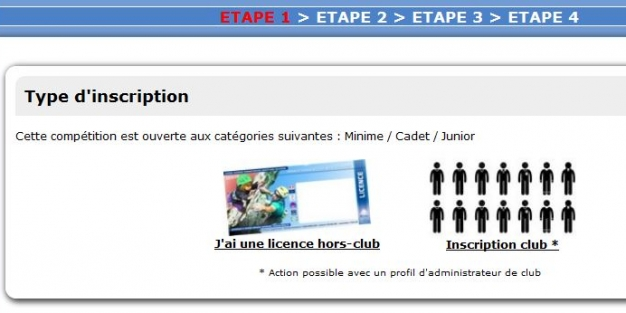 ETAPE 1 > ETAPE 2 > ETAPE 3 > ETAPE 4
Type d'inscription
Cette compétition est ouverte aux catégories suivantes : Minime / Cadet / Junior
LICENCE
J'ai une licence hors-club
Inscription club *
* Action possible avec un profil d'administrateur de club